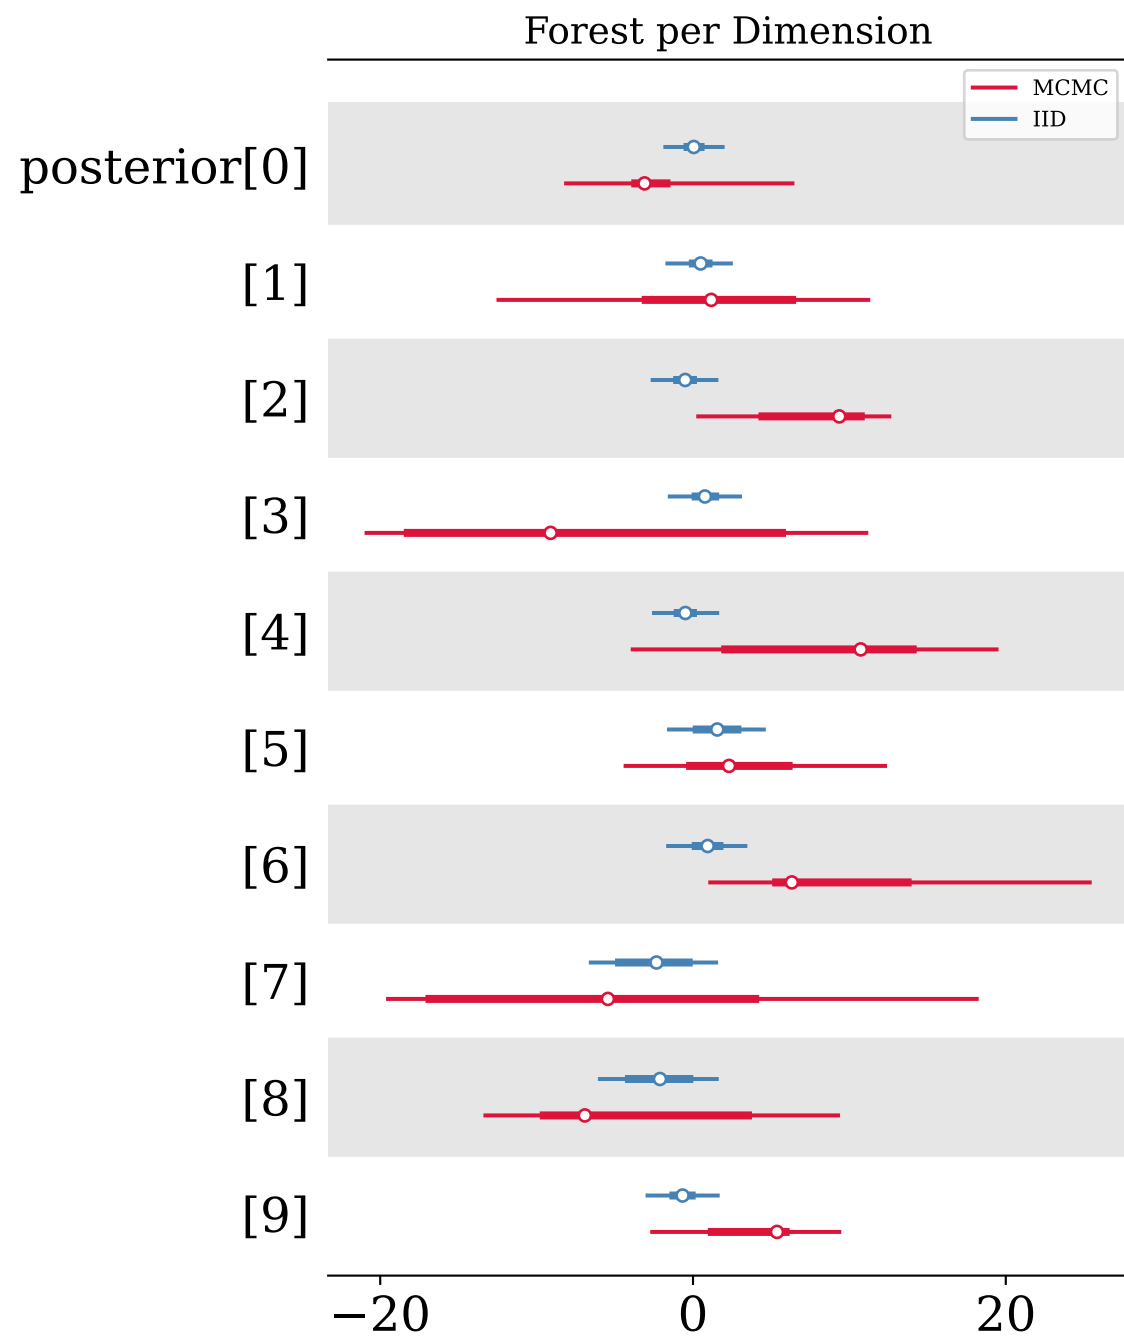 Forest per Dimension
MCMC
IID
posterior[0]
[1]
[2]
[3]
[4]
[5]
[6]
[7]
[8]
[9]
−20 0 20